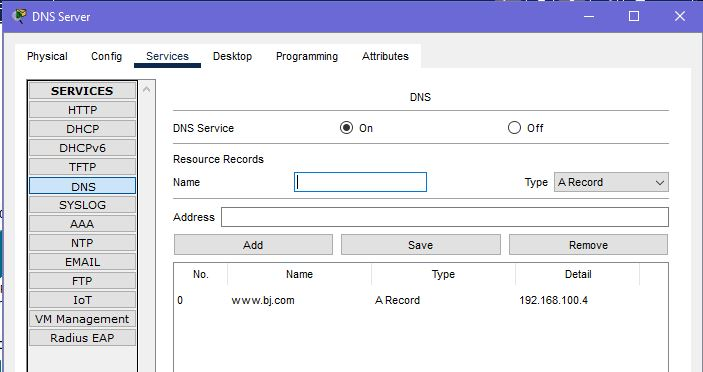 DNS Server
Physical Config Services Desktop Programming Attributes
SERVICES
HTTP
DHCP
DHCPv6
TFTP
DNS
SYSLOG
AAA
NTP
EMAIL
FTP
IoT
VM Management
Radius EAP
DNS
DNS Service On Off
Resource Records
Name Type A Record
Address
Add Save Remove
No. Name Type Detail
0 www.bj.com A Record 192.168.100.4